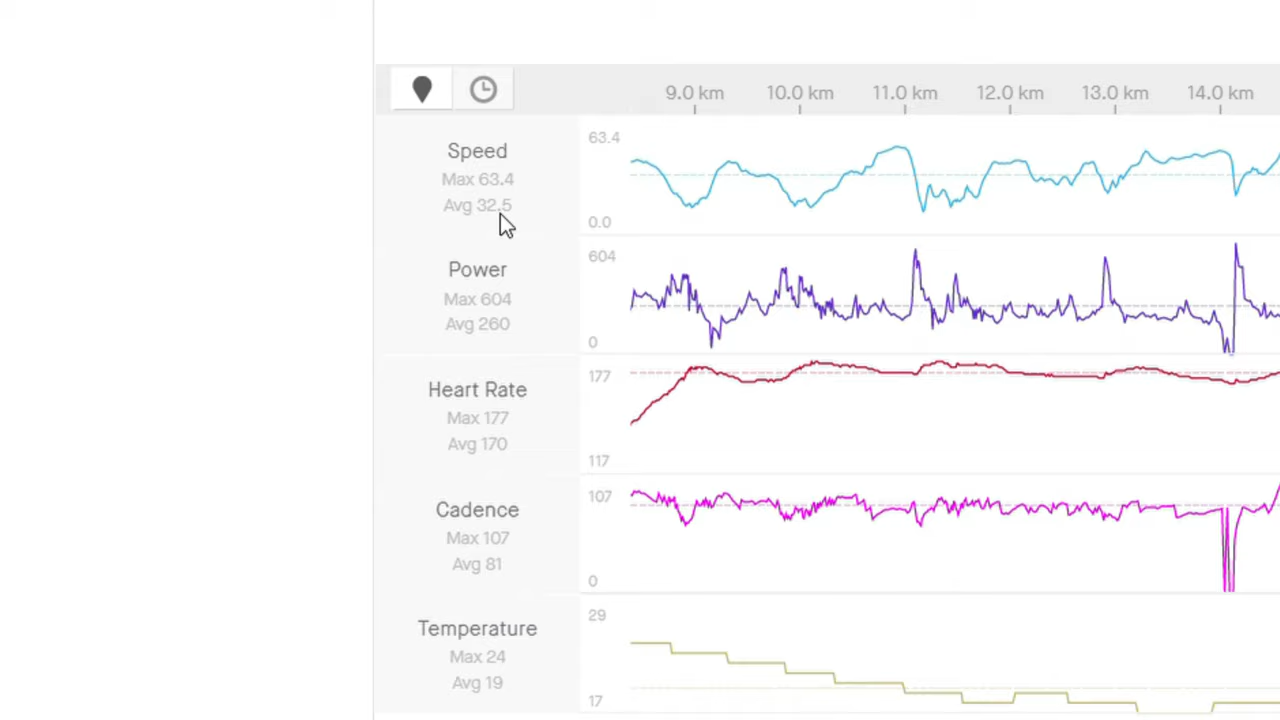 9.0 km 10.0 km 11.0 km 12.0 km 13.0 km 14.0 km
Speed
Max 63.4
Avg 32.5
63.4
0.0
Power
Max 604
Avg 260
604
0
Heart Rate
Max 177
Avg 170
177
117
Cadence
Max 107
Avg 81
107
0
Temperature
Max 24
Avg 19
29
17